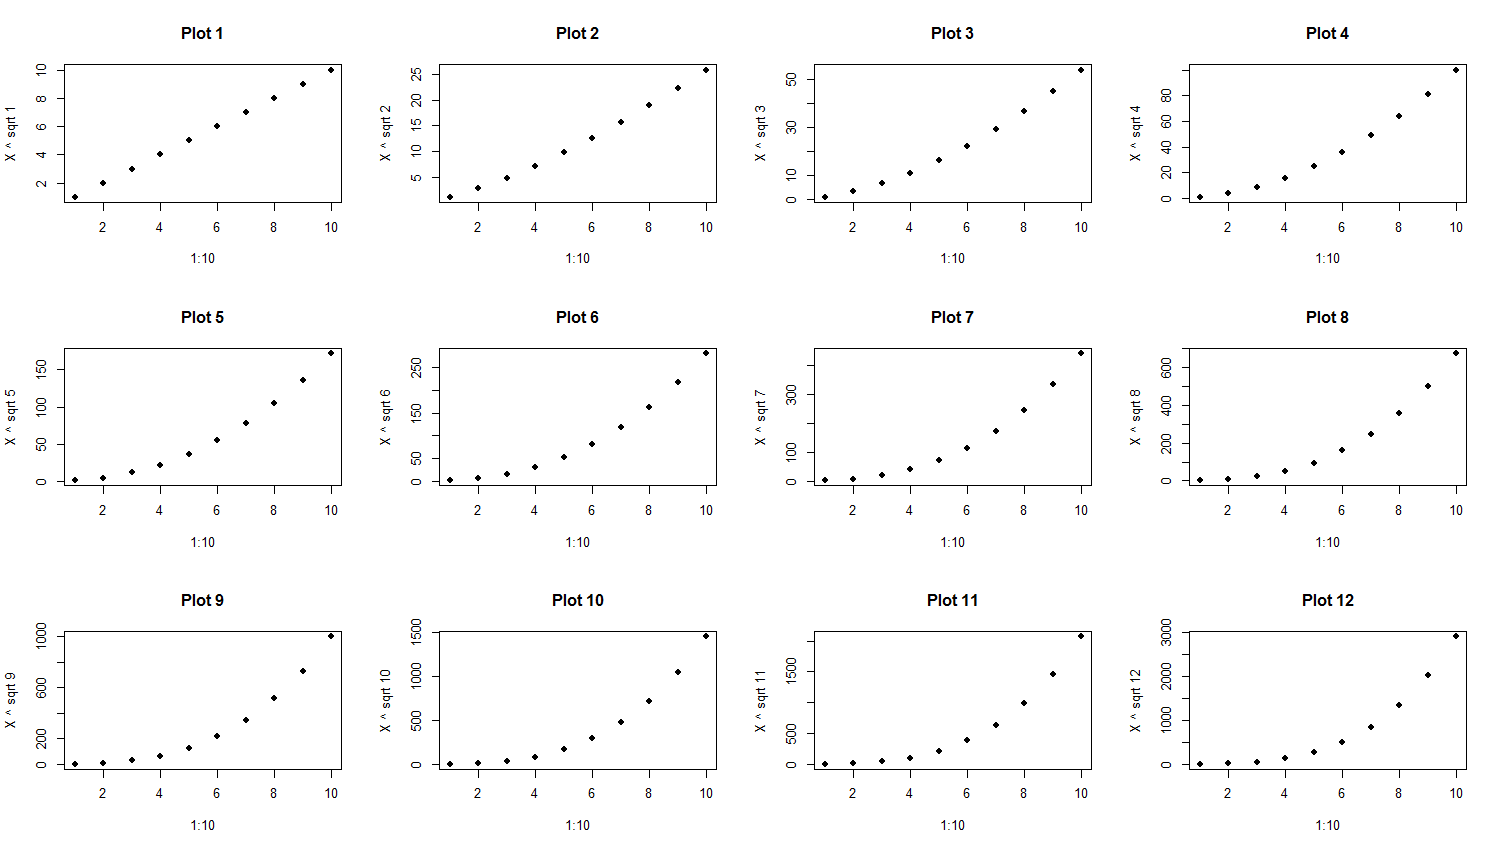 Plot 1
X ^ sqrt 1
10
8
6
4
2
2 4 6 8 10
1:10
Plot 2
X ^ sqrt 2
25
20
15
10
5
2 4 6 8 10
1:10
Plot 3
X ^ sqrt 3
50
30
10
0
2 4 6 8 10
1:10
Plot 4
X ^ sqrt 4
80
60
40
20
0
2 4 6 8 10
1:10
Plot 5
X ^ sqrt 5
150
100
50
0
2 4 6 8 10
1:10
Plot 6
X ^ sqrt 6
250
150
50
0
2 4 6 8 10
1:10
Plot 7
X ^ sqrt 7
300
100
0
2 4 6 8 10
1:10
Plot 8
X ^ sqrt 8
600
400
200
0
2 4 6 8 10
1:10
Plot 9
X ^ sqrt 9
1000
600
200
0
2 4 6 8 10
1:10
Plot 10
X ^ sqrt 10
1500
1000
500
0
2 4 6 8 10
1:10
Plot 11
X ^ sqrt 11
1500
500
0
2 4 6 8 10
1:10
Plot 12
X ^ sqrt 12
3000
2000
1000
0
2 4 6 8 10
1:10